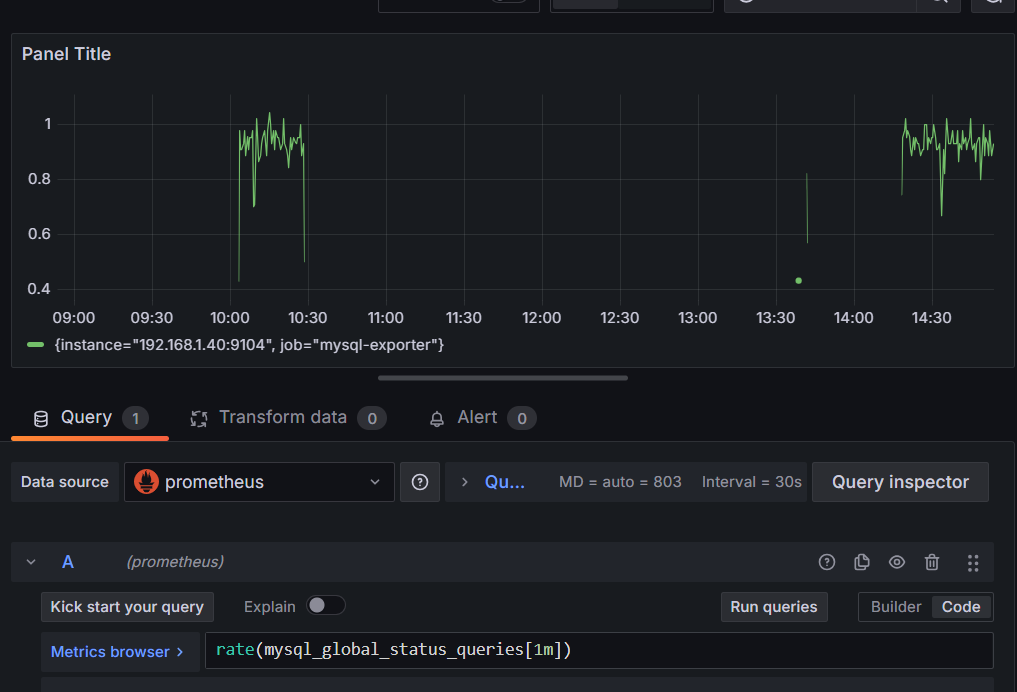 Panel Title
1
0.8
0.6
0.4
09:00 09:30 10:00 10:30 11:00 11:30 12:00 12:30 13:00 13:30 14:00 14:30
{instance="192.168.1.40:9104", job="mysql-exporter"}
Query 1 Transform data 0 Alert 0
Data source prometheus Qu... MD = auto = 803 Interval = 30s Query inspector
A (prometheus)
Kick start your query Explain Run queries Builder Code
Metrics browser > rate(mysql_global_status_queries[1m])